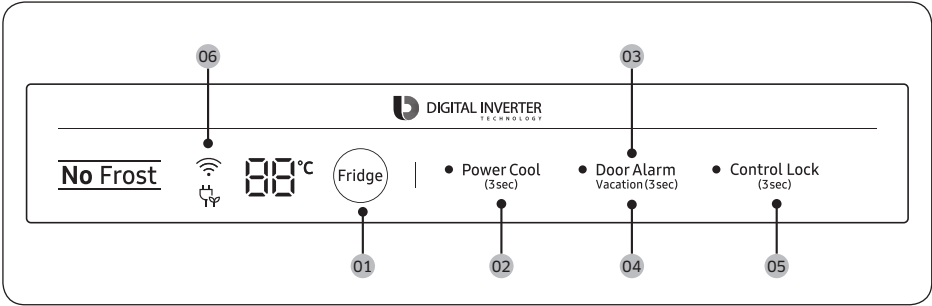 06
03
DIGITAL INVERTER
TECHNOLOGY
No Frost
88°C
Fridge
Power Cool
(3sec)
Door Alarm
Vacation (3sec)
Control Lock
(3sec)
01
02
04
05